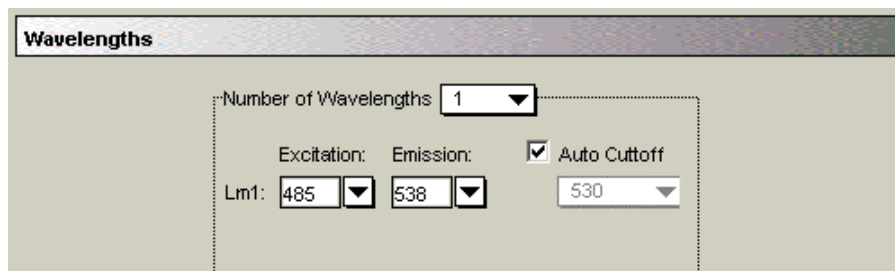 Wavelengths
Number of Wavelengths 1
Excitation: Emission: Auto Cuttoff
Lm1: 485 538 530